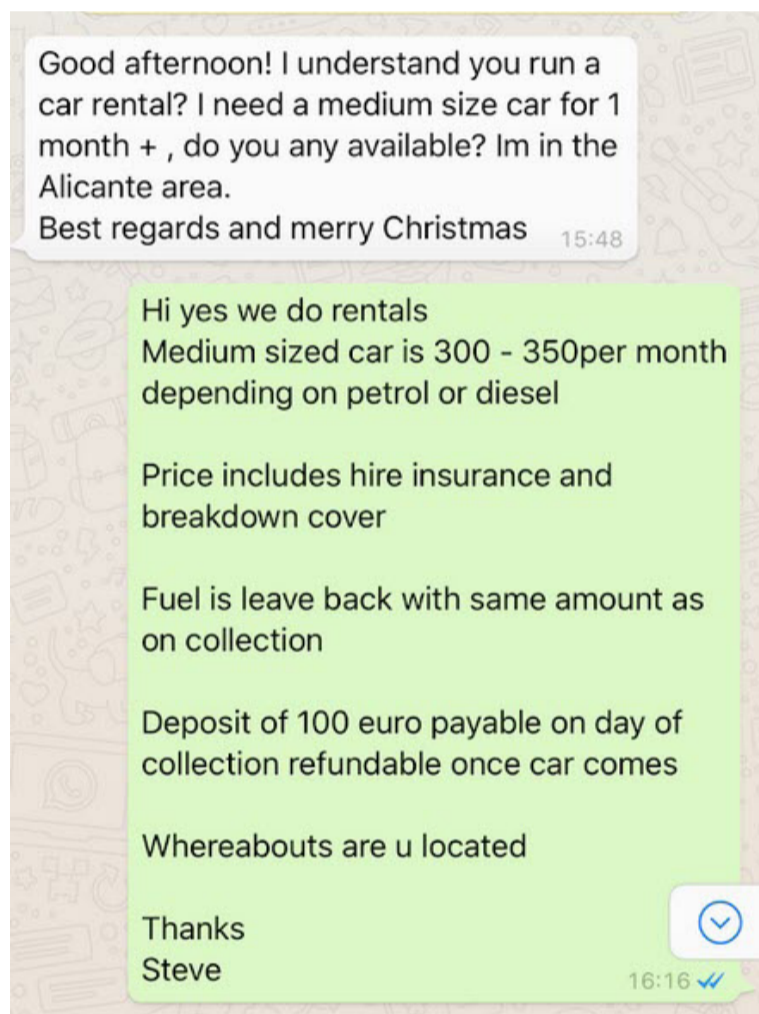 Good afternoon! I understand you run a
car rental? I need a medium size car for 1
month + , do you any available? Im in the
Alicante area.
Best regards and merry Christmas 15:48
Hi yes we do rentals
Medium sized car is 300 - 350per month
depending on petrol or diesel
Price includes hire insurance and
breakdown cover
Fuel is leave back with same amount as
on collection
Deposit of 100 euro payable on day of
collection refundable once car comes
Whereabouts are u located
Thanks
Steve
16:16